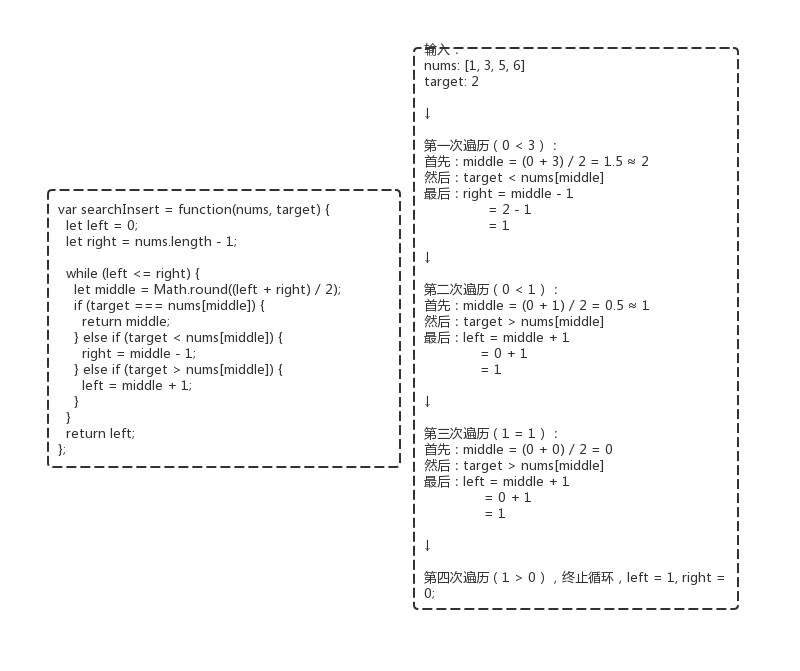 var searchInsert = function(nums, target) {
let left = 0;
let right = nums.length - 1;
while (left <= right) {
let middle = Math.round((left + right) / 2);
if (target === nums[middle]) {
return middle;
} else if (target < nums[middle]) {
right = middle - 1;
} else if (target > nums[middle]) {
left = middle + 1;
}
}
return left;
};
输入：
nums: [1, 3, 5, 6]
target: 2
↓
第一次遍历（0 < 3）：
首先：middle = (0 + 3) / 2 = 1.5 ≈ 2
然后：target < nums[middle]
最后：right = middle - 1
= 2 - 1
= 1
↓
第二次遍历（0 < 1）：
首先：middle = (0 + 1) / 2 = 0.5 ≈ 1
然后：target > nums[middle]
最后：left = middle + 1
= 0 + 1
= 1
↓
第三次遍历（1 = 1）：
首先：middle = (0 + 0) / 2 = 0
然后：target > nums[middle]
最后：left = middle + 1
= 0 + 1
= 1
↓
第四次遍历（1 > 0），终止循环，left = 1, right =
0;